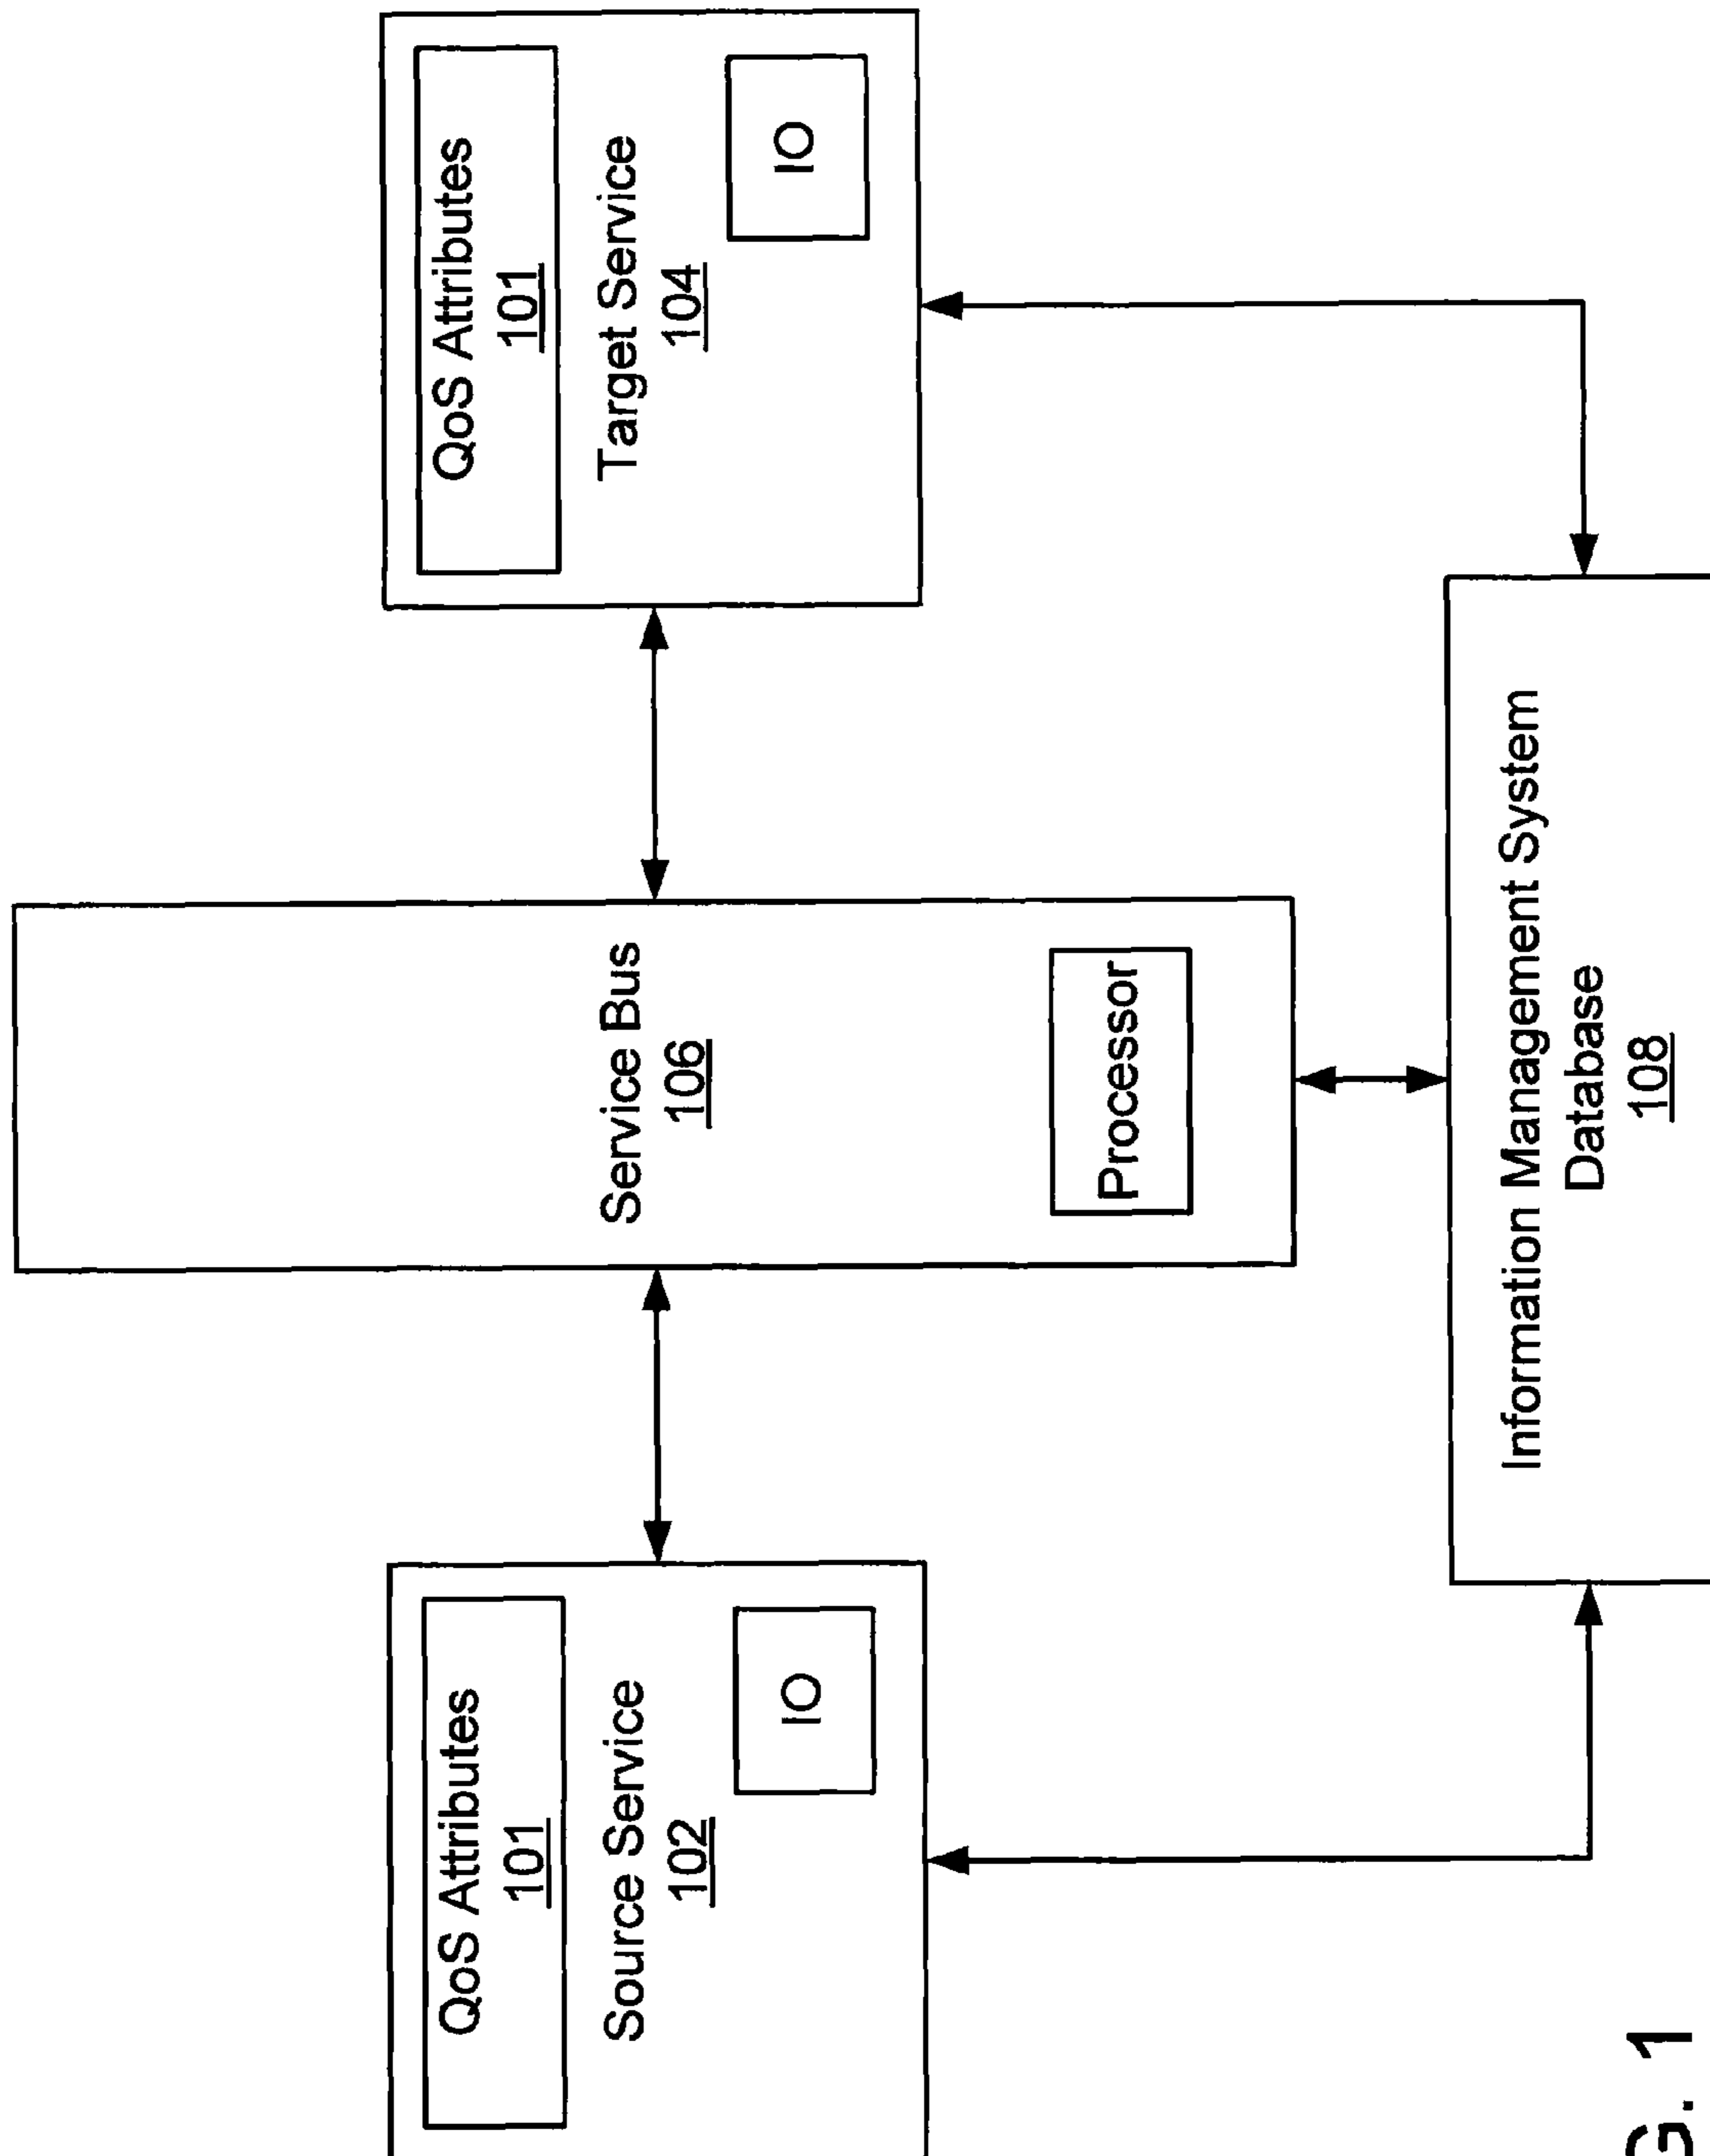 QoS Attributes
101
Source Service
102
IO
Service Bus
106
Processor
QoS Attributes
101
Target Service
104
IO
Information Management System
Database
108
G. 1